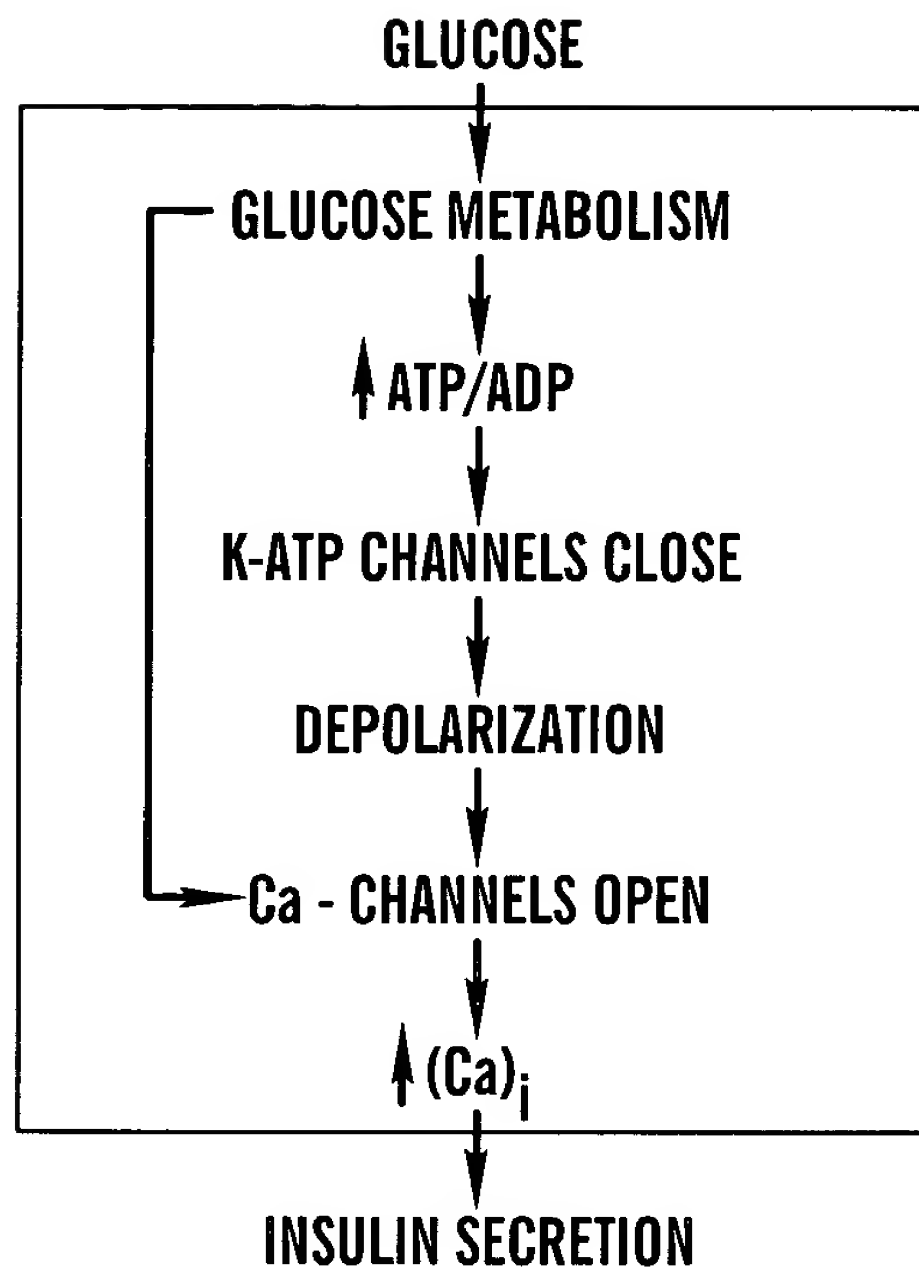 GLUCOSE
GLUCOSE METABOLISM
ATP/ADP
K-ATP CHANNELS CLOSE
DEPOLARIZATION
Ca - CHANNELS OPEN
(Ca)i
INSULIN SECRETION